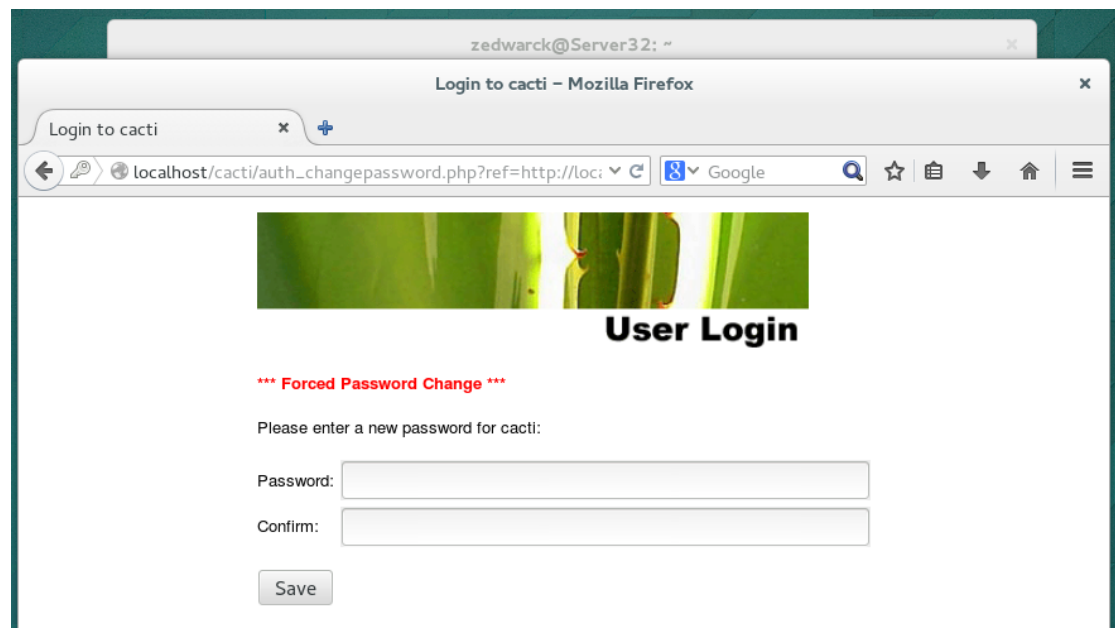 zedwarck@Server32: ~
Login to cacti – Mozilla Firefox
Login to cacti
localhost/cacti/auth_changepassword.php?ref=http://loca
Google
User Login
*** Forced Password Change ***
Please enter a new password for cacti:
Password:
Confirm:
Save